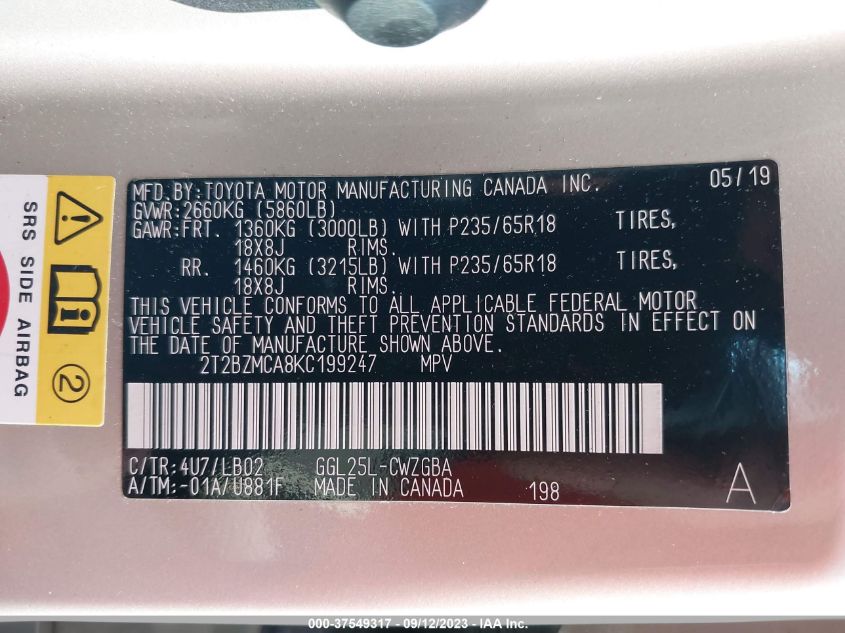 MFD. BY: TOYOTA MOTOR MANUFACTURING CANADA INC. 05/19
GVWR: 2660KG (5860LB)
GAWR: FRT. 1360KG (3000LB) WITH P235/65R18 TIRES,
18X8J RIMS.
RR. 1460KG (3215LB) WITH P235/65R18 TIRES,
18X8J RIMS.
THIS VEHICLE CONFORMS TO ALL APPLICABLE FEDERAL MOTOR
VEHICLE SAFETY AND THEFT PREVENTION STANDARDS IN EFFECT ON
THE DATE OF MANUFACTURE SHOWN ABOVE.
2T2BZMCA8KC199247 MPV
C/TR: 4U7/LB02 GGL25L-CWZGBA
A/TM: -01A/U881F MADE IN CANADA 198 A
SRS SIDE AIRBAG
2
000-37549317 - 09/12/2023 - IAA Inc.